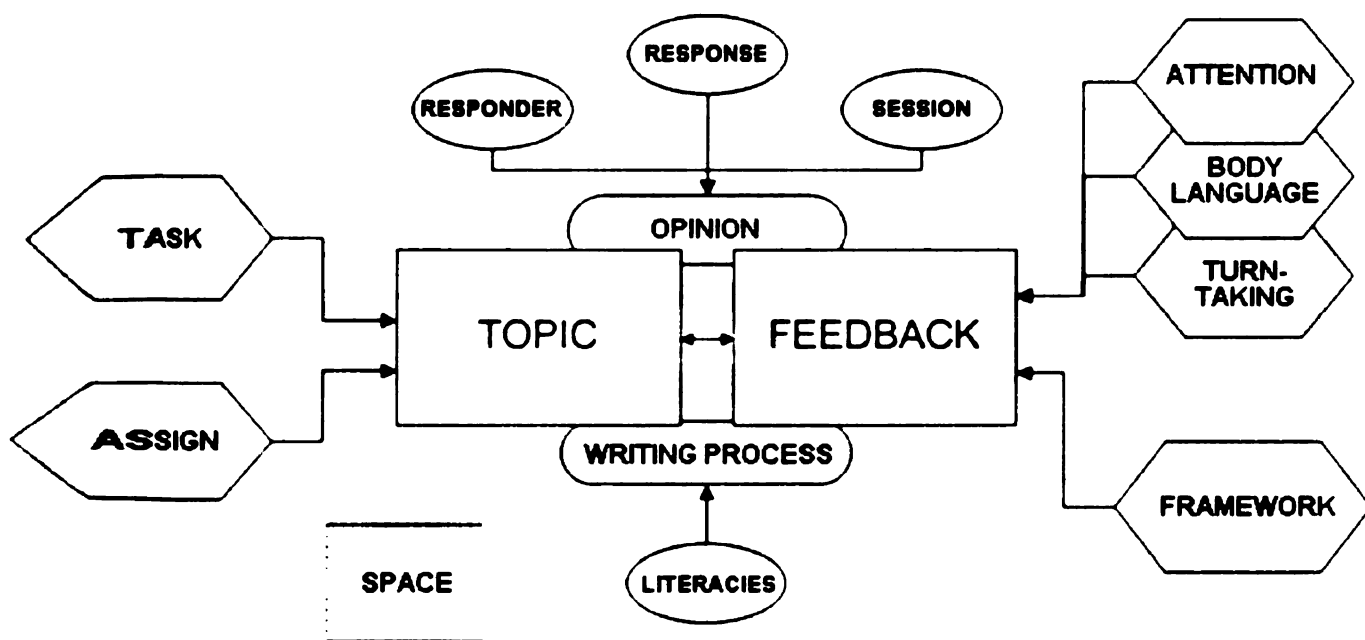 RESPONSE
RESPONDER
SESSION
ATTENTION
BODY
LANGUAGE
TURN-
TAKING
TASK
OPINION
TOPIC
FEEDBACK
ASSIGN
WRITING PROCESS
FRAMEWORK
SPACE
LITERACIES